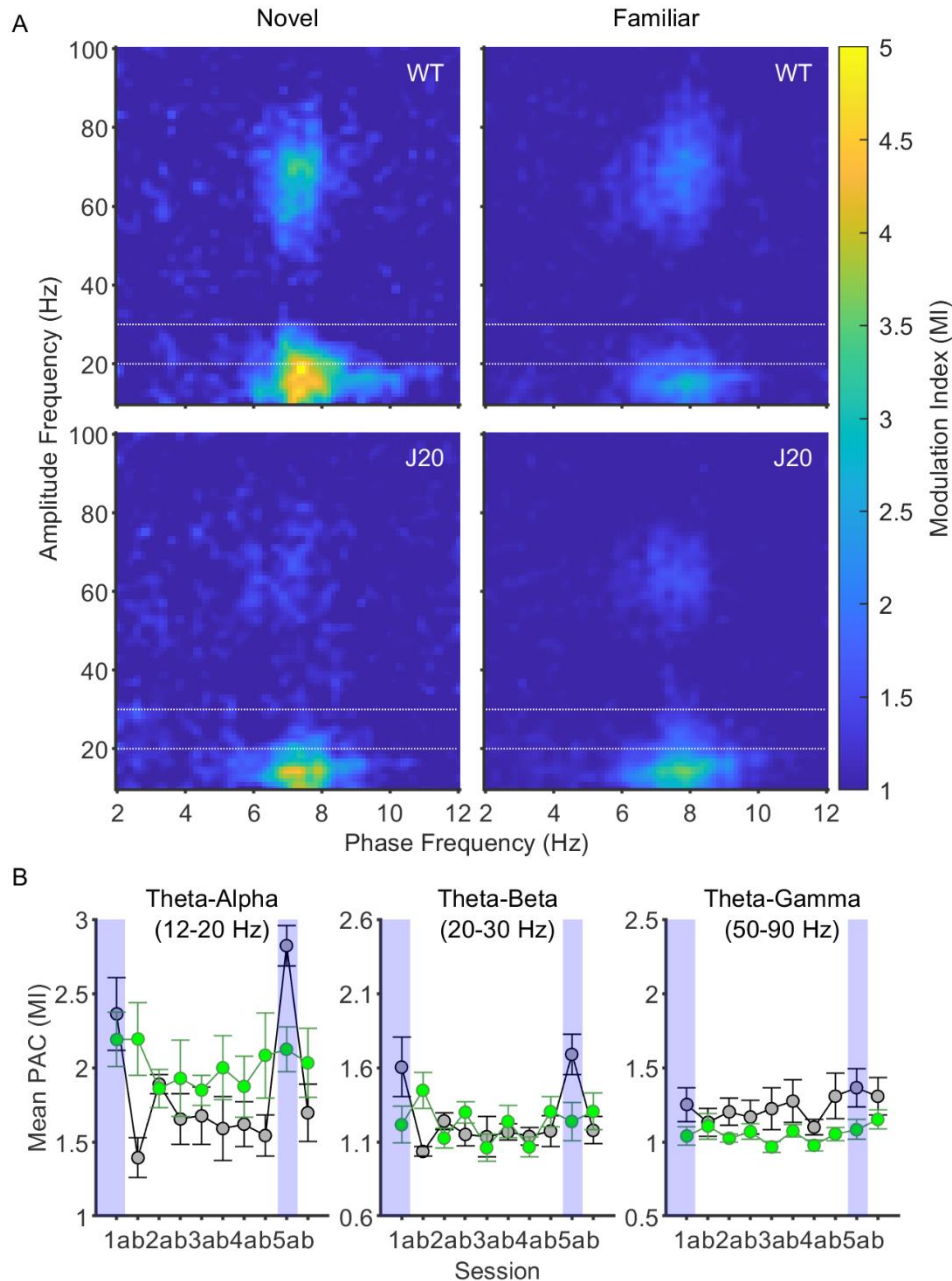 A
Novel
Familiar
WT
WT
J20
J20
100
80
60
40
20
100
80
60
40
20
Amplitude Frequency (Hz)
2 4 6 8 10 12
2 4 6 8 10 12
Phase Frequency (Hz)
5
4.5
4
3.5
3
2.5
2
1.5
1
Modulation Index (MI)
B
Theta-Alpha
(12-20 Hz)
Theta-Beta
(20-30 Hz)
Theta-Gamma
(50-90 Hz)
Mean PAC (MI)
3
2.5
2
1.5
1
2.6
2.1
1.6
1.1
0.6
2.5
2
1.5
1
0.5
1ab2ab3ab4ab5ab
1ab2ab3ab4ab5ab
1ab2ab3ab4ab5ab
Session